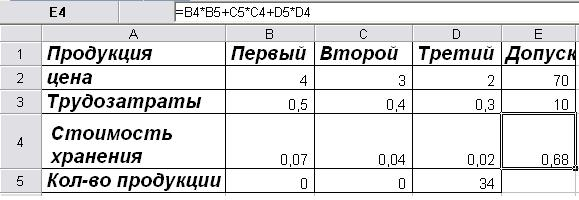 E4 =B4*B5+C5*C4+D5*D4
A B C D E
1 Продукция Первый Второй Третий Допуск
2 цена 4 3 2 70
3 Трудозатраты 0,5 0,4 0,3 10
Стоимость
4 хранения 0,07 0,04 0,02 0,68
5 Кол-во продукции 0 0 34